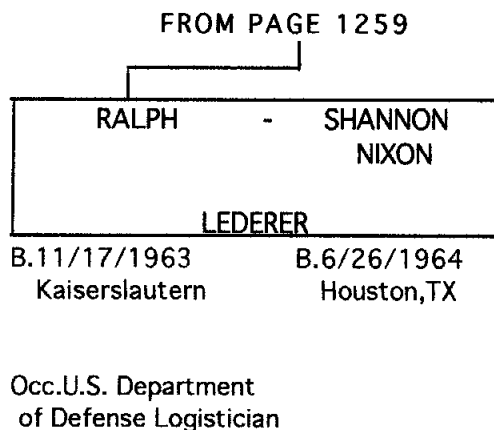 FROM PAGE 1259
RALPH - SHANNON
NIXON
LEDERER
B.11/17/1963 B.6/26/1964
Kaiserslautern Houston,TX
Occ.U.S. Department
of Defense Logistician